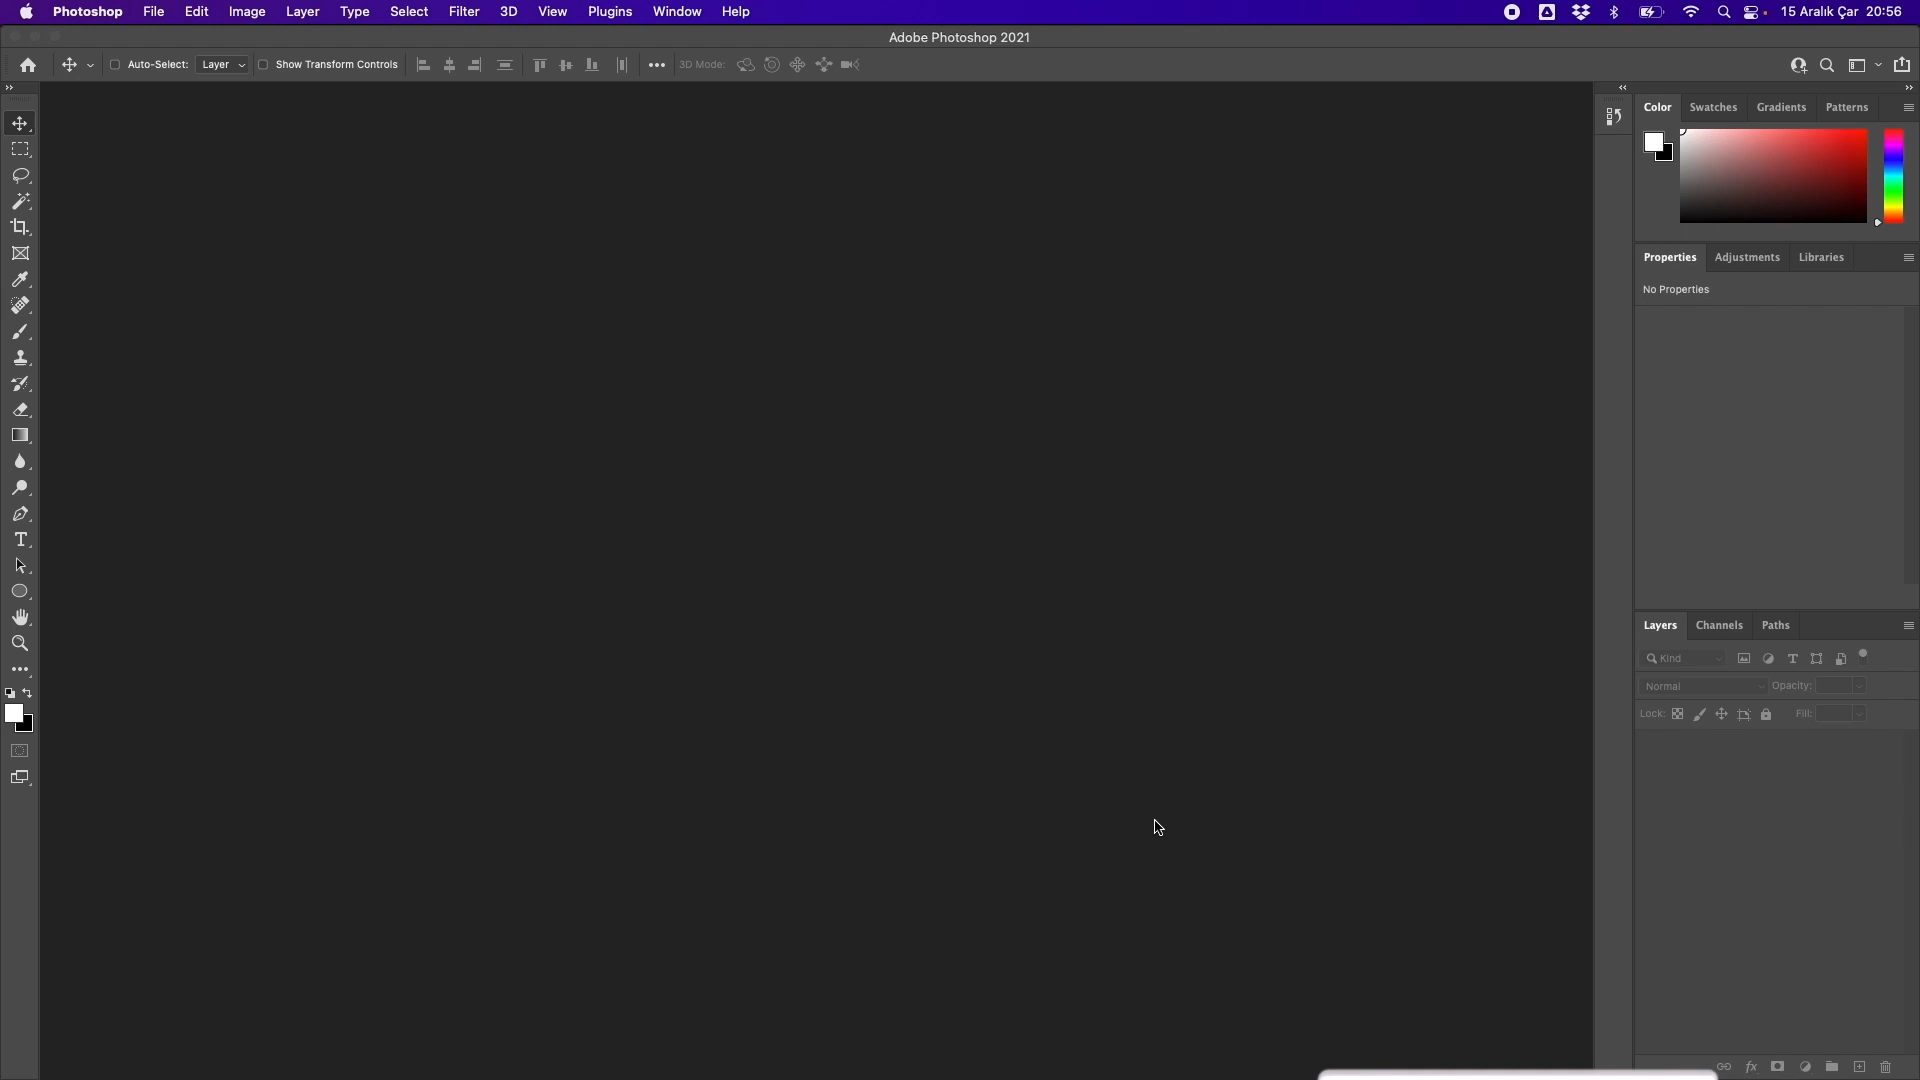 Photoshop File Edit Image Layer Type Select Filter 3D View Plugins Window Help 15 Aralık Çar 20:56
Adobe Photoshop 2021
Auto-Select: Layer Show Transform Controls 3D Mode:
Color Swatches Gradients Patterns
Properties Adjustments Libraries
No Properties
Layers Channels Paths
Kind
Normal Opacity:
Lock: Fill: